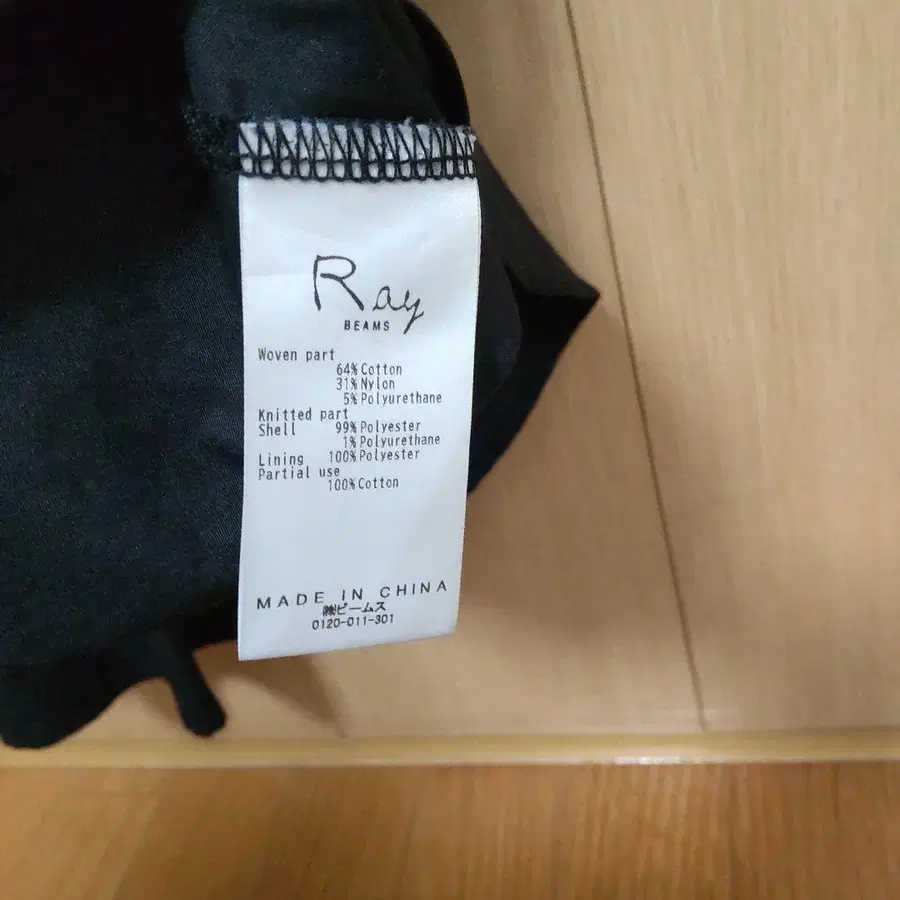 Ray
BEAMS
Woven part
64% Cotton
31% Nylon
5% Polyurethane
Knitted part
Shell 99% Polyester
1% Polyurethane
Lining 100% Polyester
Partial use
100% Cotton
MADE IN CHINA
㈱ビームス
0120-011-301